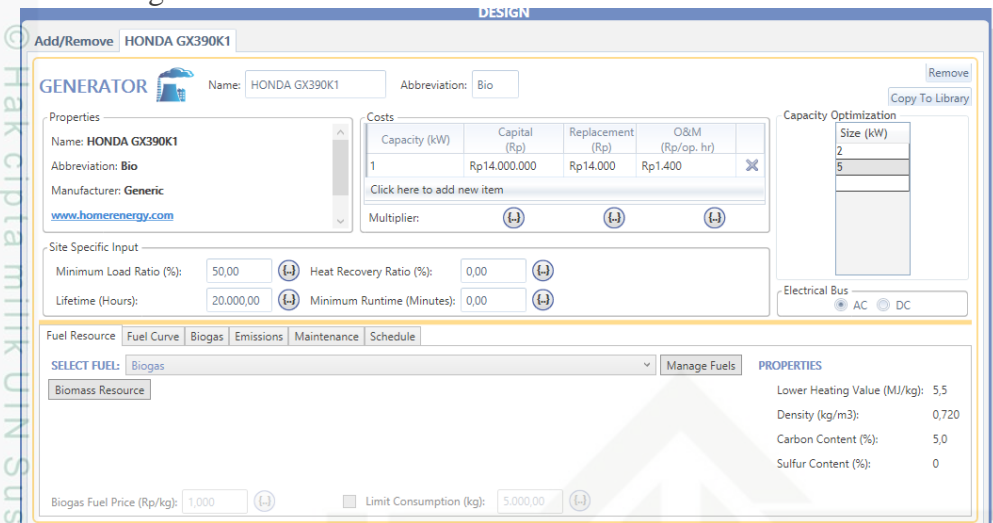 DESIGN
Add/Remove HONDA GX390K1
GENERATOR Name: HONDA GX390K1 Abbreviation: Bio
Remove
Copy To Library
Properties
Name: HONDA GX390K1
Abbreviation: Bio
Manufacturer: Generic
www.homerenergy.com
Costs
Capacity (kW) Capital (Rp) Replacement (Rp) O&M (Rp/op. hr)
1 Rp14.000.000 Rp14.000 Rp1.400
Click here to add new item
Multiplier: {..} {..} {..}
Capacity Optimization
Size (kW)
2
5
Site Specific Input
Minimum Load Ratio (%): 50,00 {..} Heat Recovery Ratio (%): 0,00 {..}
Lifetime (Hours): 20.000,00 {..} Minimum Runtime (Minutes): 0,00 {..}
Electrical Bus
AC DC
Fuel Resource Fuel Curve Biogas Emissions Maintenance Schedule
SELECT FUEL: Biogas Manage Fuels
Biomass Resource
PROPERTIES
Lower Heating Value (MJ/kg): 5,5
Density (kg/m3): 0,720
Carbon Content (%): 5,0
Sulfur Content (%): 0
Biogas Fuel Price (Rp/kg): 1,000 {..} Limit Consumption (kg): 5.000,00 {..}
© Hak cipta milik UIN Sus